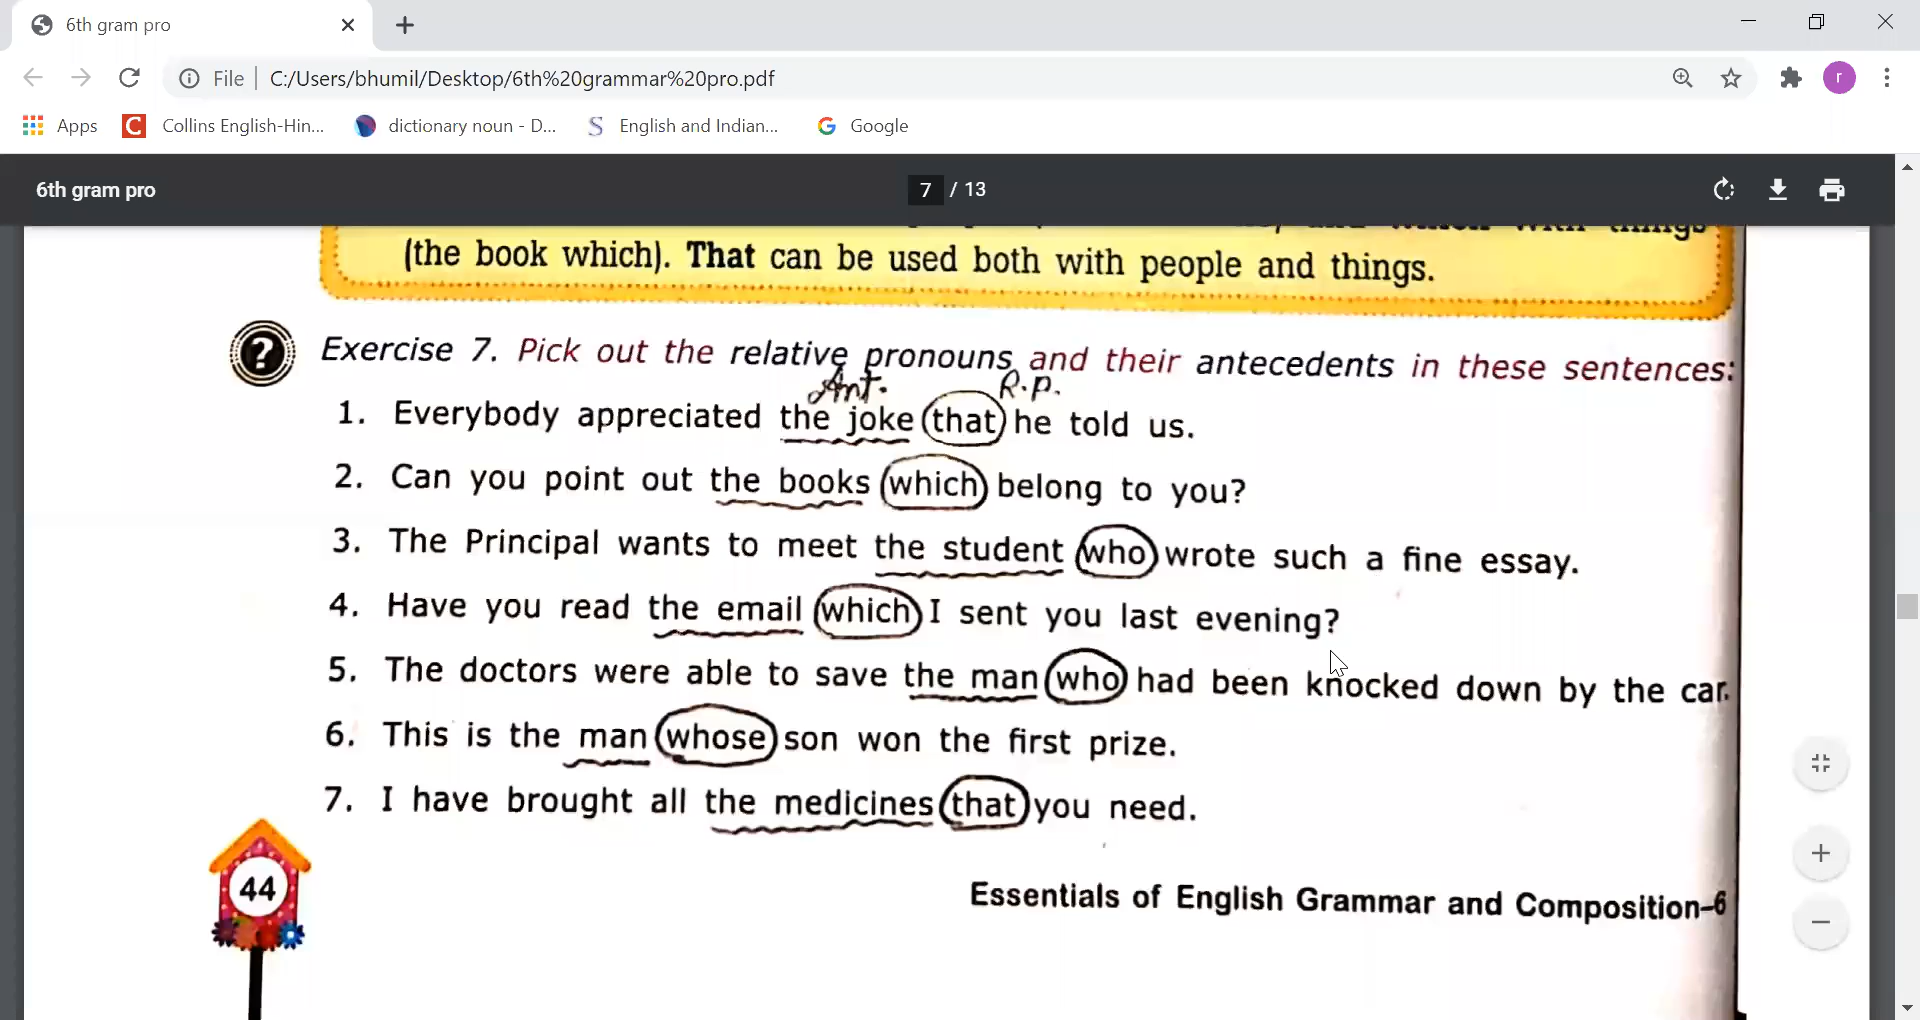 6th gram pro
File
C:/Users/bhumil/Desktop/6th%20grammar%20pro.pdf
r
Apps
Collins English-Hin...
dictionary noun - D...
English and Indian...
Google
6th gram pro
7 / 13
which with things
(the book which). That can be used both with people and things.
Exercise 7. Pick out the relative pronouns and their antecedents in these sentences:
Ant. R.p.
1. Everybody appreciated the joke that he told us.
2. Can you point out the books which belong to you?
3. The Principal wants to meet the student who wrote such a fine essay.
4. Have you read the email which I sent you last evening?
5. The doctors were able to save the man who had been knocked down by the car.
6. This is the man whose son won the first prize.
7. I have brought all the medicines that you need.
44
Essentials of English Grammar and Composition-6